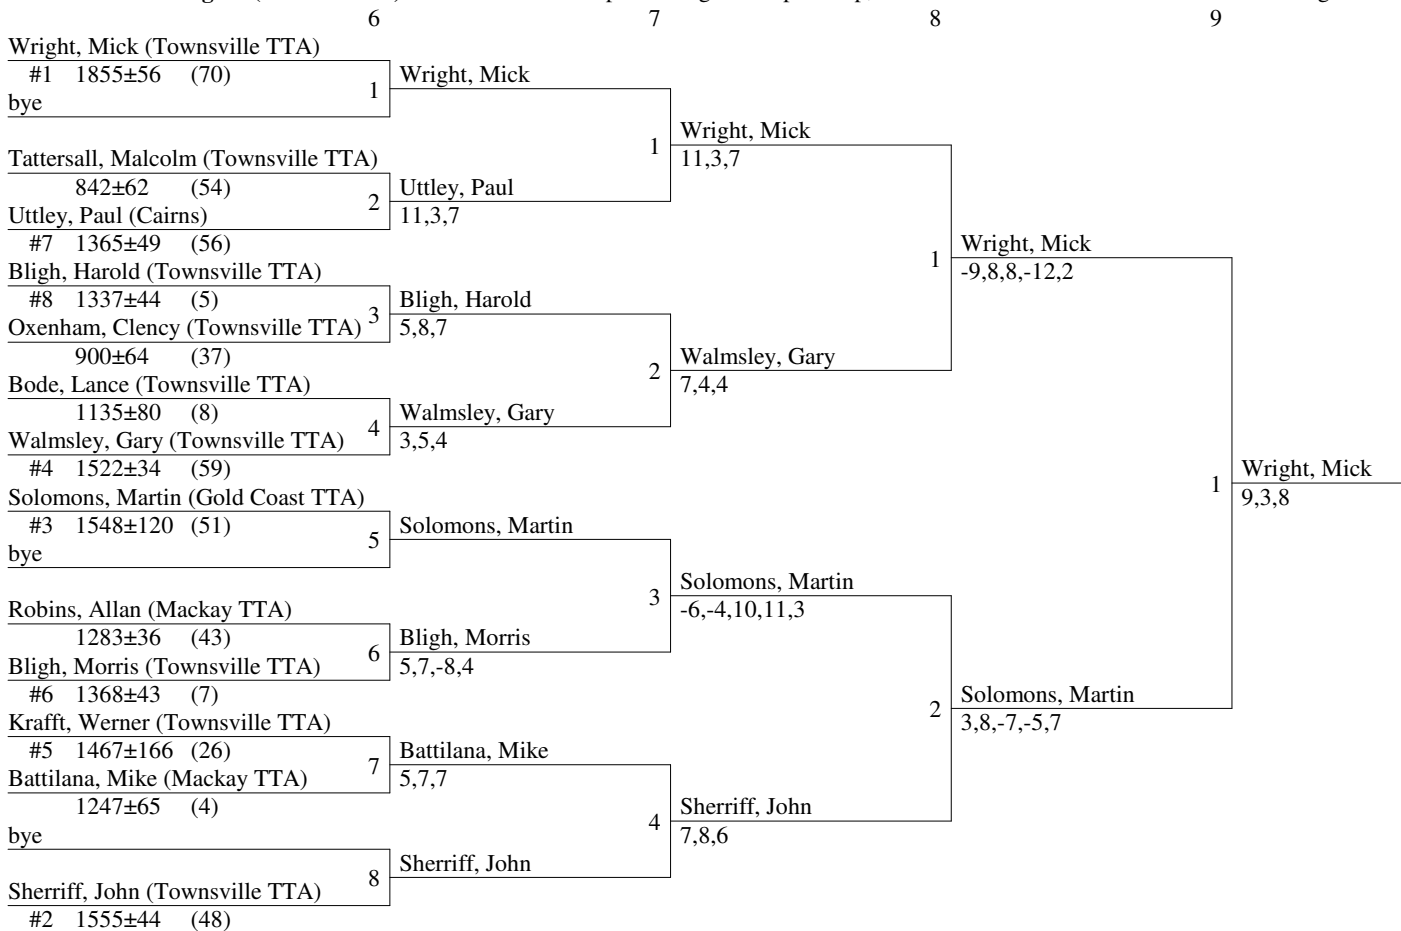 6 7 8 9
Wright, Mick (Townsville TTA)
#1 1855±56 (70)
bye
1
Tattersall, Malcolm (Townsville TTA)
842±62 (54)
Uttley, Paul (Cairns)
2
#7 1365±49 (56)
Bligh, Harold (Townsville TTA)
#8 1337±44 (5)
Oxenham, Clency (Townsville TTA)
3
900±64 (37)
Bode, Lance (Townsville TTA)
1135±80 (8)
Walmsley, Gary (Townsville TTA)
4
#4 1522±34 (59)
Solomons, Martin (Gold Coast TTA)
#3 1548±120 (51)
bye
5
Robins, Allan (Mackay TTA)
1283±36 (43)
Bligh, Morris (Townsville TTA)
6
#6 1368±43 (7)
Krafft, Werner (Townsville TTA)
#5 1467±166 (26)
Battilana, Mike (Mackay TTA)
7
1247±65 (4)
bye
Sherriff, John (Townsville TTA)
8
#2 1555±44 (48)
Wright, Mick
1
Uttley, Paul
11,3,7
Bligh, Harold
5,8,7
2
Walmsley, Gary
3,5,4
Solomons, Martin
3
Bligh, Morris
5,7,-8,4
Battilana, Mike
5,7,7
4
Sherriff, John
Wright, Mick
11,3,7
1
Walmsley, Gary
7,4,4
Solomons, Martin
-6,-4,10,11,3
2
Sherriff, John
7,8,6
Wright, Mick
-9,8,8,-12,2
1
Solomons, Martin
3,8,-7,-5,7
Wright, Mick
9,3,8